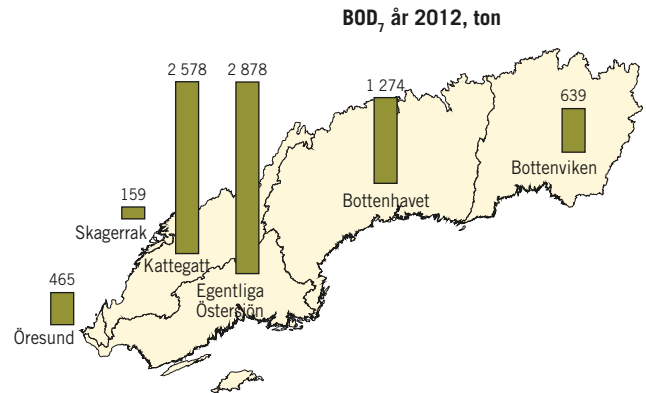 BOD7 år 2012, ton
2 578
2 878
1 274
639
Bottenviken
159
Bottenhavet
Skagerrak
Kattegatt
465
Egentliga
Östersjön
Öresund